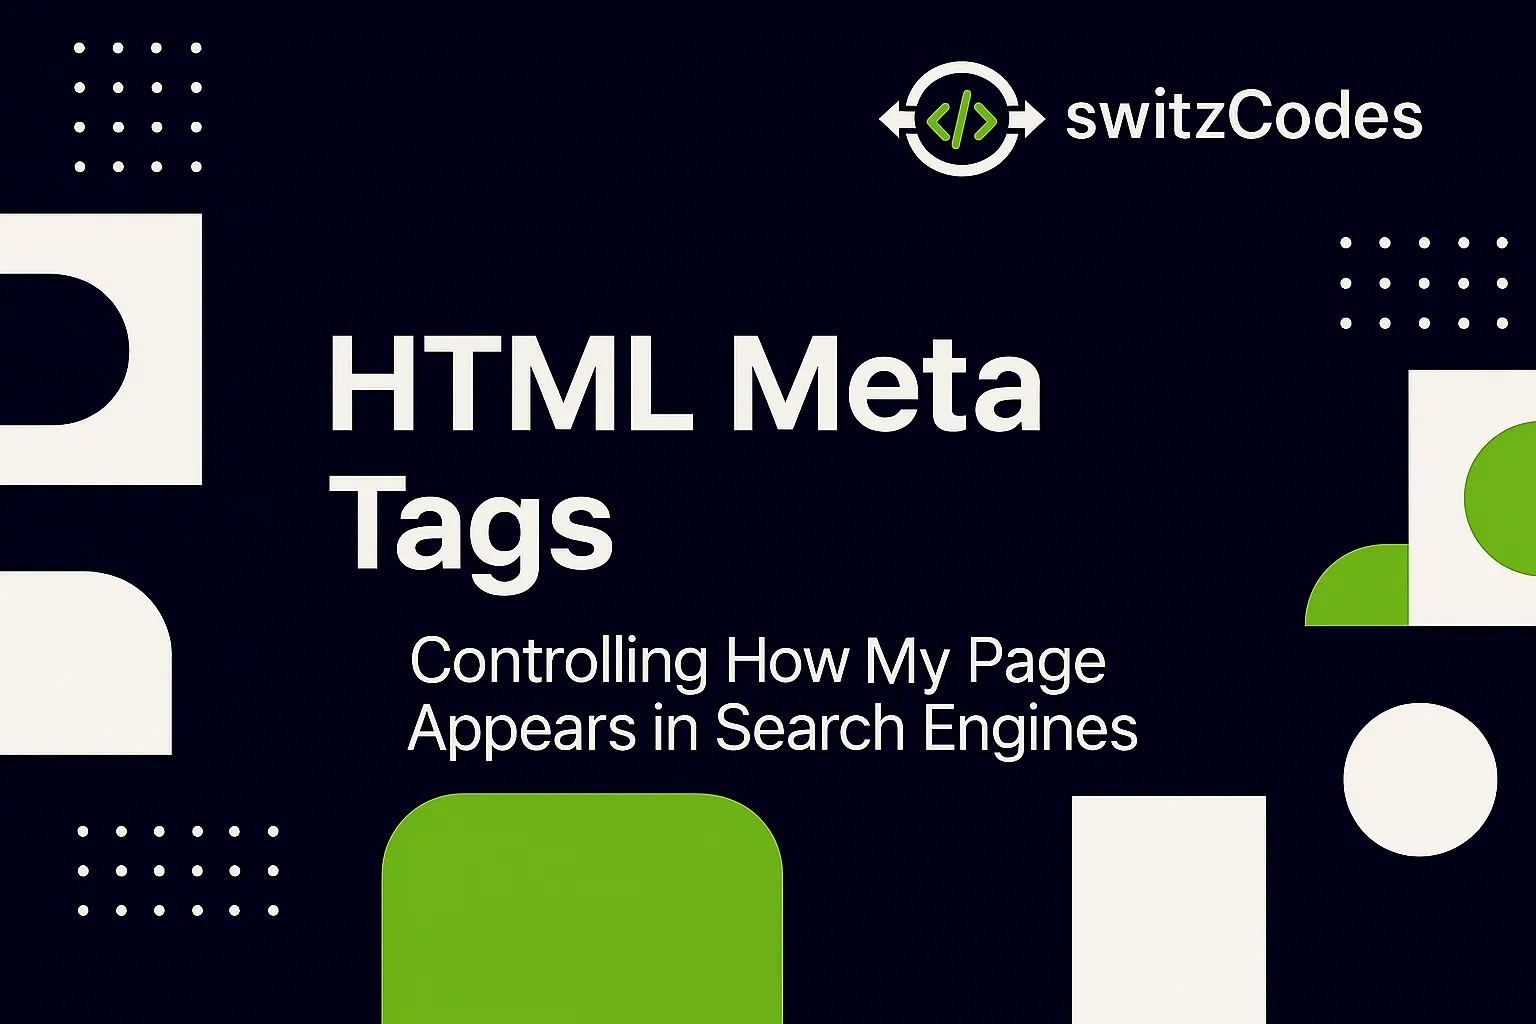 </> switzCodes
HTML Meta
Tags
Controlling How My Page
Appears in Search Engines